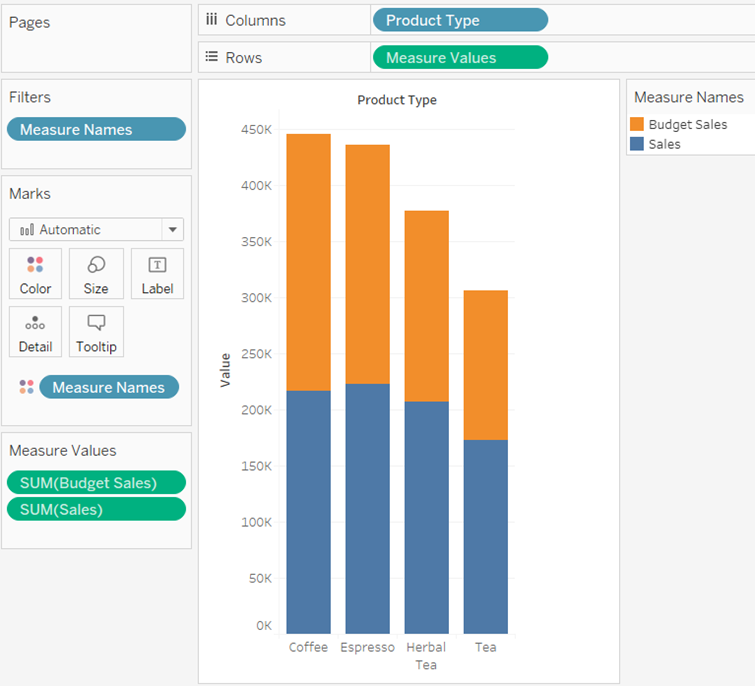 Pages
Columns
Product Type
Rows
Measure Values
Filters
Measure Names
Marks
Automatic
Color
Size
Label
Detail
Tooltip
Measure Names
Measure Values
SUM(Budget Sales)
SUM(Sales)
Product Type
Value
450K
400K
350K
300K
250K
200K
150K
100K
50K
0K
Coffee
Espresso
Herbal
Tea
Tea
Measure Names
Budget Sales
Sales